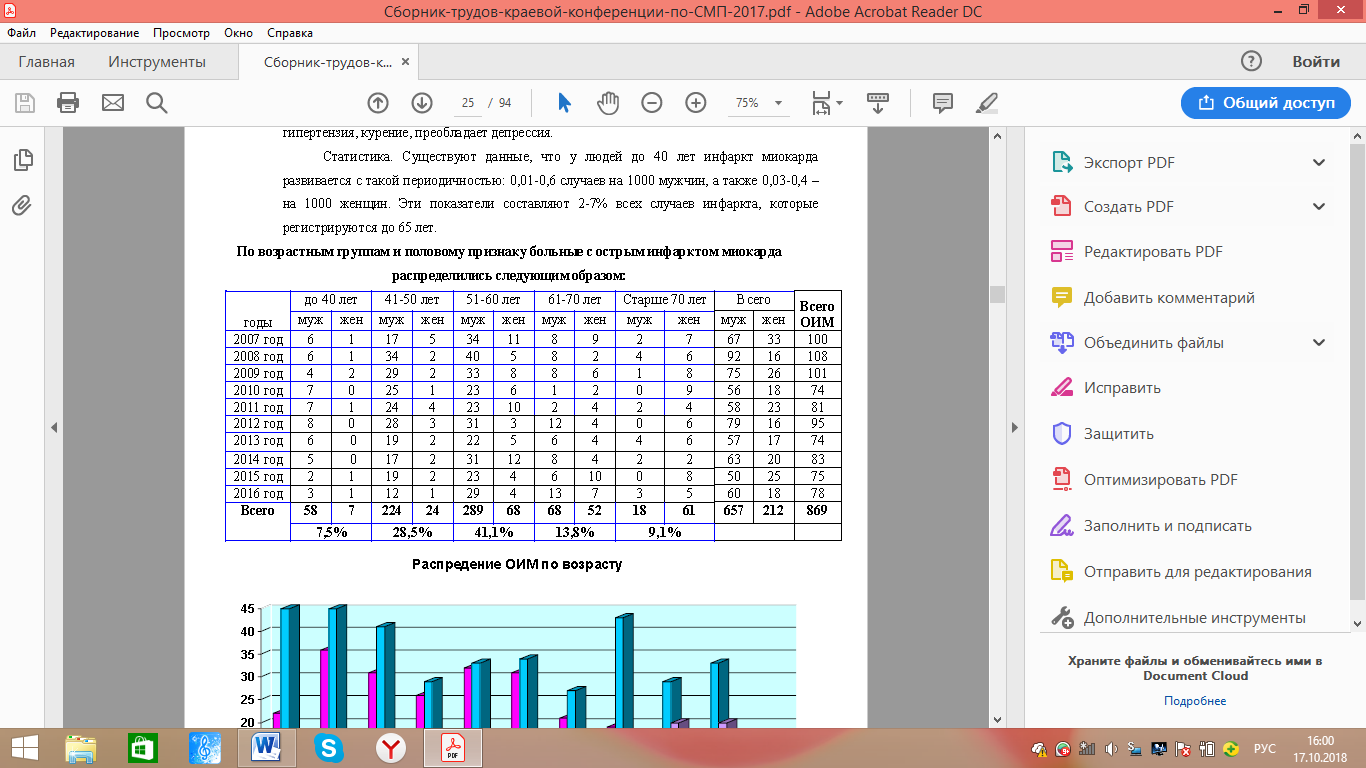 Сборник-трудов-краевой-конференции-по-СМП-2017.pdf - Adobe Acrobat Reader DC
Файл Редактирование Просмотр Окно Справка
Главная Инструменты Сборник-трудов-к... ×
25 / 94 75% Общий доступ
? Войти
гипертензия, курение, преобладает депрессия.
Статистика. Существуют данные, что у людей до 40 лет инфаркт миокарда
развивается с такой периодичностью: 0,01-0,6 случаев на 1000 мужчин, а также 0,03-0,4 –
на 1000 женщин. Эти показатели составляют 2-7% всех случаев инфаркта, которые
регистрируются до 65 лет.
По возрастным группам и половому признаку больные с острым инфарктом миокарда
распределились следующим образом:
годы до 40 лет 41-50 лет 51-60 лет 61-70 лет Старше 70 лет В сего Всего ОИМ
муж жен муж жен муж жен муж жен муж жен муж жен
2007 год 6 1 17 5 34 11 8 9 2 7 67 33 100
2008 год 6 1 34 2 40 5 8 2 4 6 92 16 108
2009 год 4 2 29 2 33 8 8 6 1 8 75 26 101
2010 год 7 0 25 1 23 6 1 2 0 9 56 18 74
2011 год 7 1 24 4 23 10 2 4 2 4 58 23 81
2012 год 8 0 28 3 31 3 12 4 0 6 79 16 95
2013 год 6 0 19 2 22 5 6 4 4 6 57 17 74
2014 год 5 0 17 2 31 12 8 4 2 2 63 20 83
2015 год 2 1 19 2 23 4 6 10 0 8 50 25 75
2016 год 3 1 12 1 29 4 13 7 3 5 60 18 78
Всего 58 7 224 24 289 68 68 52 18 61 657 212 869
7,5% 28,5% 41,1% 13,8% 9,1%
Распредение ОИМ по возрасту
45
40
35
30
25
20
Экспорт PDF
Создать PDF
Редактировать PDF
Добавить комментарий
Объединить файлы
Исправить
Защитить
Оптимизировать PDF
Заполнить и подписать
Отправить для редактирования
Дополнительные инструменты
Храните файлы и обменивайтесь ими в
Document Cloud
Подробнее
РУС
16:00
17.10.2018